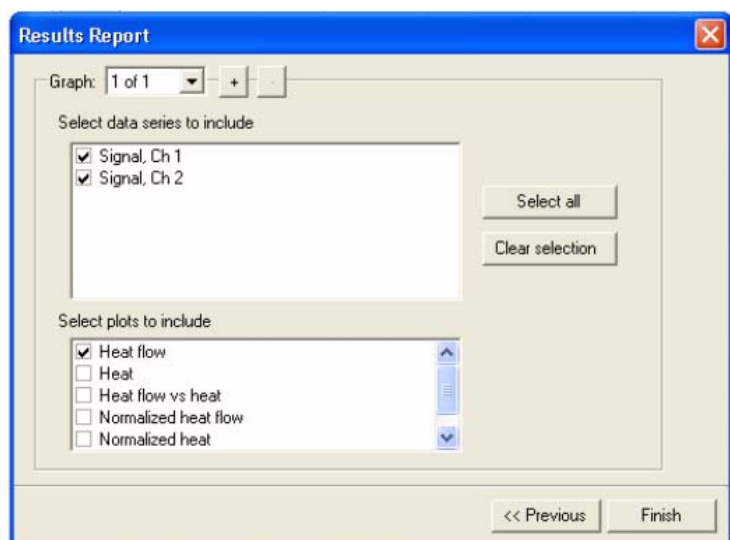 Results Report
Graph: 1 of 1 + -
Select data series to include
Signal, Ch 1
Signal, Ch 2
Select all
Clear selection
Select plots to include
Heat flow
Heat
Heat flow vs heat
Normalized heat flow
Normalized heat
<< Previous Finish